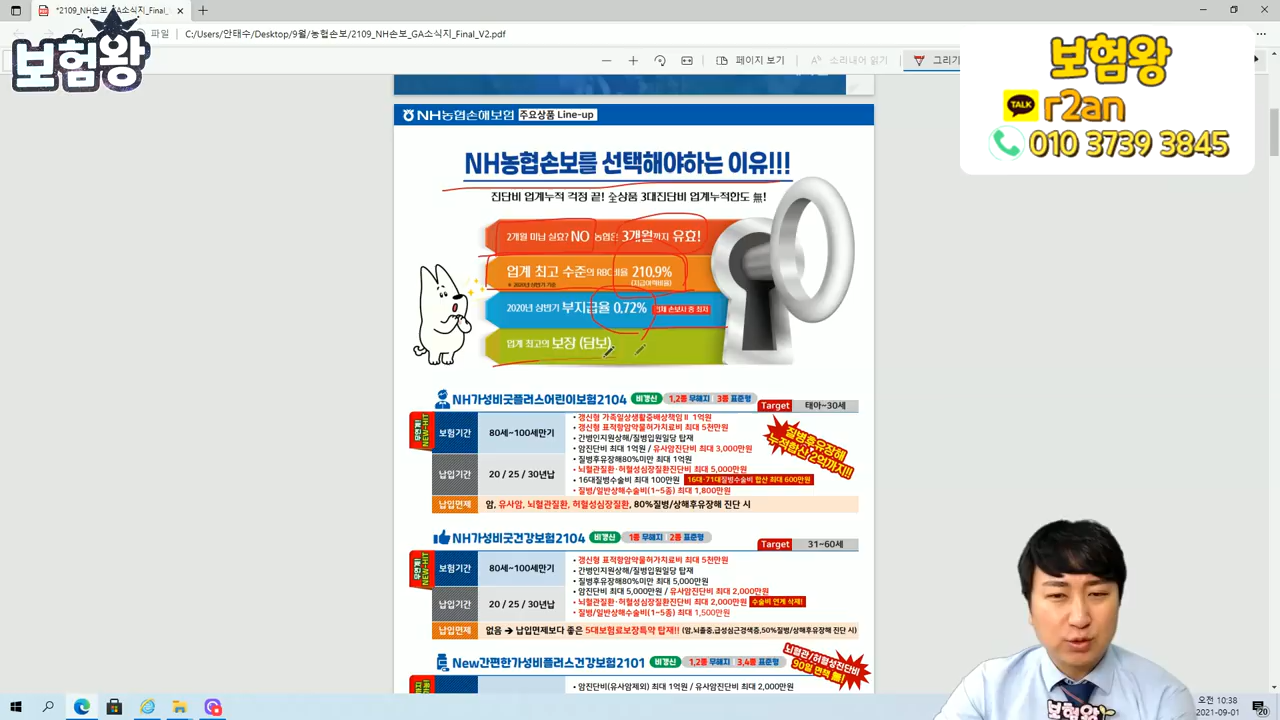 *2109_NH손보_GA소식지_Final_
파일
C:/Users/안태수/Desktop/9월/농협손보/2109_NH손보_GA소식지_Final_V2.pdf
보험왕
페이지 보기
소리내어 읽기
그리기
보험왕
TALK r2an
010 3739 3845
NH농협손해보험 주요상품 Line-up
NH농협손보를 선택해야하는 이유!!!
진단비 업계누적 걱정 끝! 全상품 3대진단비 업계누적한도 無!
2개월 미납 실효? NO 농협은 3개월까지 유효!
업계 최고 수준의 RBC비율 210.9%
(지급여력비율)
2020년 상반기 부지급율 0.72%
업계 최고의 보장 (담보)
NH가성비굿플러스어린이보험2104 비갱신 1,2종 무해지 3종 표준형
Target 태아~30세
NEW-HIT
보험기간 80세~100세만기
납입기간 20 / 25 / 30년납
• 갱신형 가족일상생활중배상책임Ⅱ 1억원
• 갱신형 표적항암약물허가치료비 최대 5천만원
• 간병인지원상해/질병입원일당 탑재
• 암진단비 최대 1억원 / 유사암진단비 최대 3,000만원
• 질병후유장해80%미만 최대 1억원
• 뇌혈관질환·허혈성심장질환진단비 최대 5,000만원
• 16대질병수술비 최대 100만원 16대·71대질병수술비 합산 최대 600만원
• 질병/일반상해수술비(1~5종) 최대 1,800만원
질병후유장해
누적합산 2억까지!!
납입면제 암, 유사암, 뇌혈관질환, 허혈성심장질환, 80%질병/상해후유장해 진단 시
NH가성비굿건강보험2104 비갱신 1종 무해지 2종 표준형
Target 31~60세
NEW-HIT
보험기간 80세~100세만기
납입기간 20 / 25 / 30년납
• 갱신형 표적항암약물허가치료비 최대 5천만원
• 간병인지원상해/질병입원일당 탑재
• 질병후유장해80%미만 최대 5,000만원
• 암진단비 최대 5,000만원 / 유사암진단비 최대 2,000만원
• 뇌혈관질환·허혈성심장질환진단비 최대 2,000만원 수술비 연계 삭제!
• 질병/일반상해수술비(1~5종) 최대 1,500만원
납입면제 없음 → 납입면제보다 좋은 5대보험료보장특약 탑재!! (암,뇌졸중,급성심근경색증,50%질병/상해후유장해 진단 시)
New간편한가성비플러스건강보험2101 비갱신 1,2종 무해지 3,4종 표준형
뇌혈관/허혈성진단비
90일 면책 無!
• 암진단비(유사암제외) 최대 1억원 / 유사암진단비 최대 2,000만원
보험왕
오전 10:38
2021-09-01
20